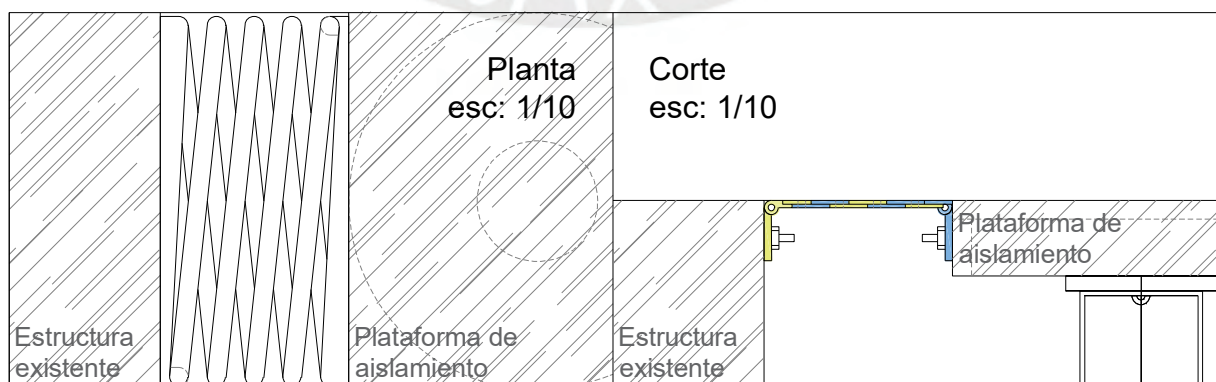 Planta
esc: 1/10
Corte
esc: 1/10
Estructura
existente
Plataforma de
aislamiento
Estructura
existente
Plataforma de
aislamiento